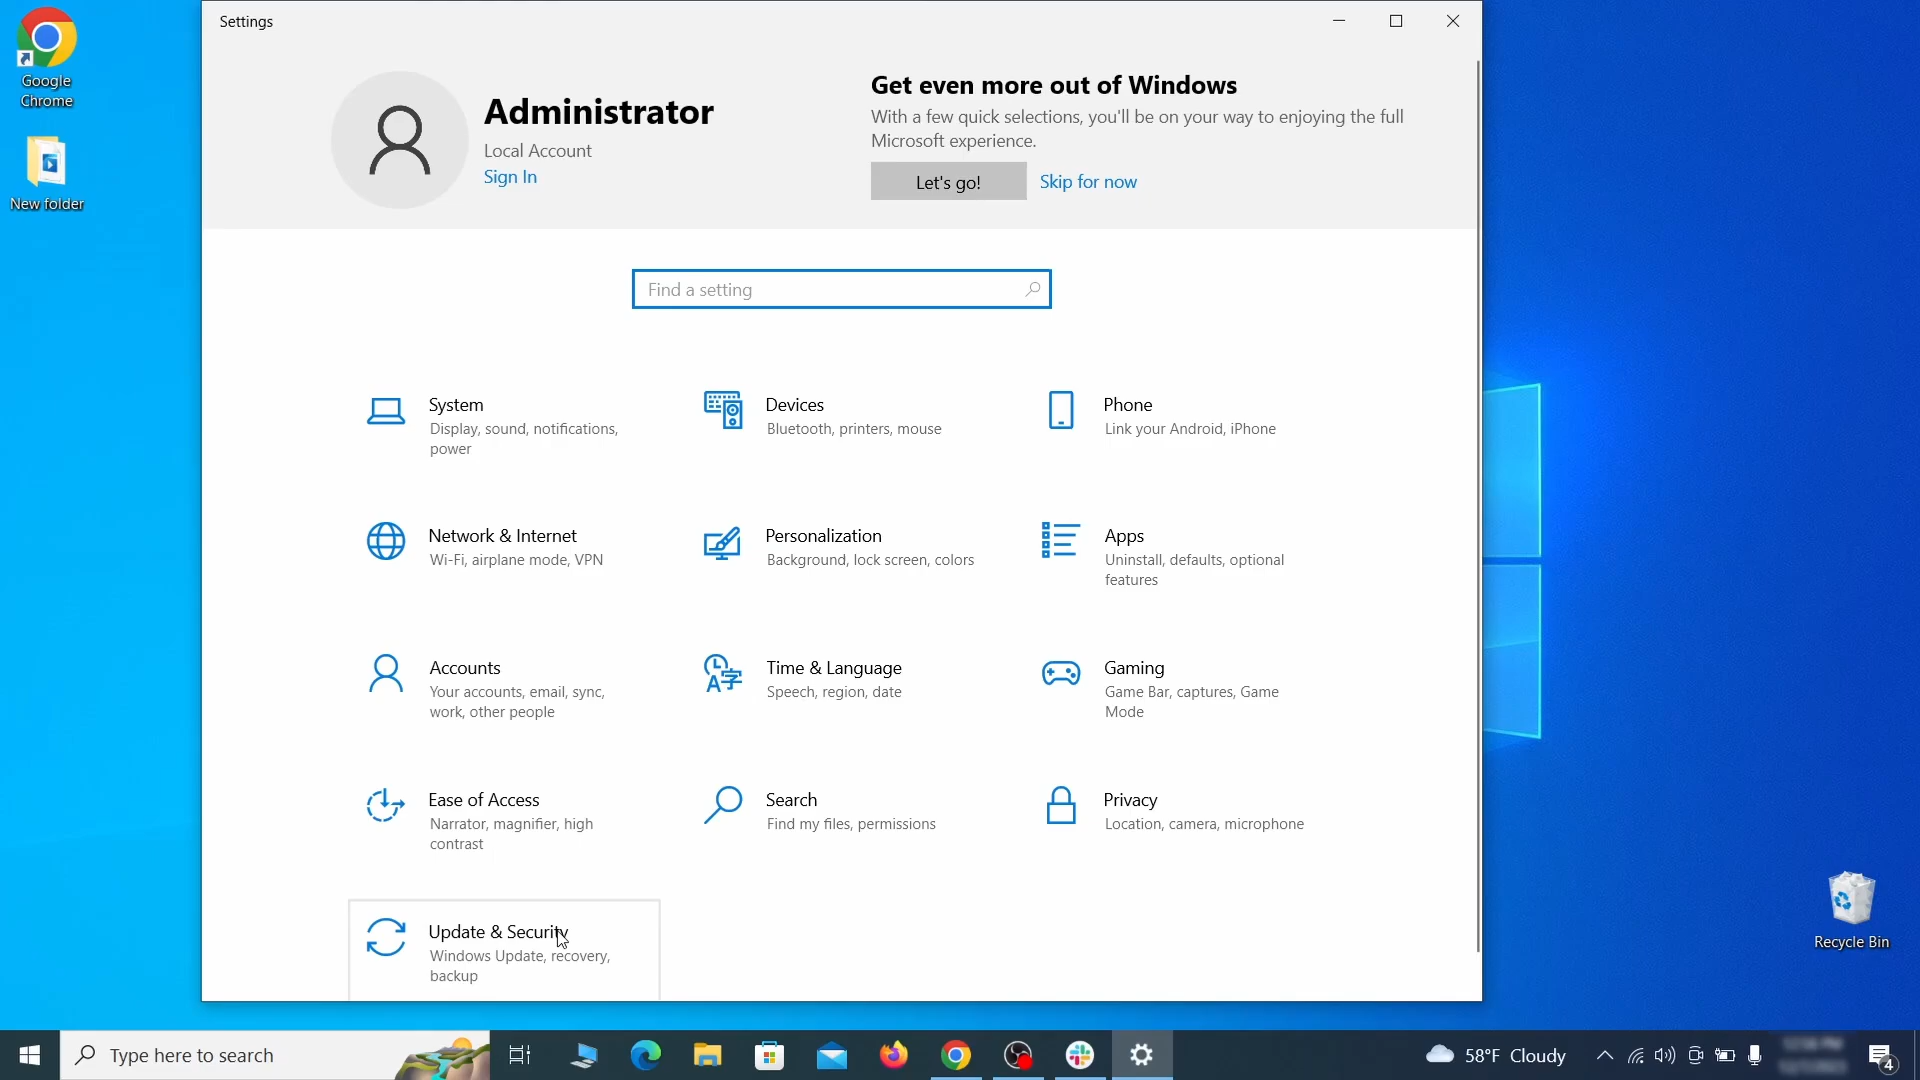 Google
Chrome
New folder
Settings
Administrator
Local Account
Sign In
Get even more out of Windows
With a few quick selections, you'll be on your way to enjoying the full
Microsoft experience.
Let's go!
Skip for now
Find a setting
System
Display, sound, notifications,
power
Devices
Bluetooth, printers, mouse
Phone
Link your Android, iPhone
Network & Internet
Wi-Fi, airplane mode, VPN
Personalization
Background, lock screen, colors
Apps
Uninstall, defaults, optional
features
Accounts
Your accounts, email, sync,
work, other people
Time & Language
Speech, region, date
Gaming
Game Bar, captures, Game
Mode
Ease of Access
Narrator, magnifier, high
contrast
Search
Find my files, permissions
Privacy
Location, camera, microphone
Update & Security
Windows Update, recovery,
backup
Recycle Bin
Type here to search
58°F Cloudy
4